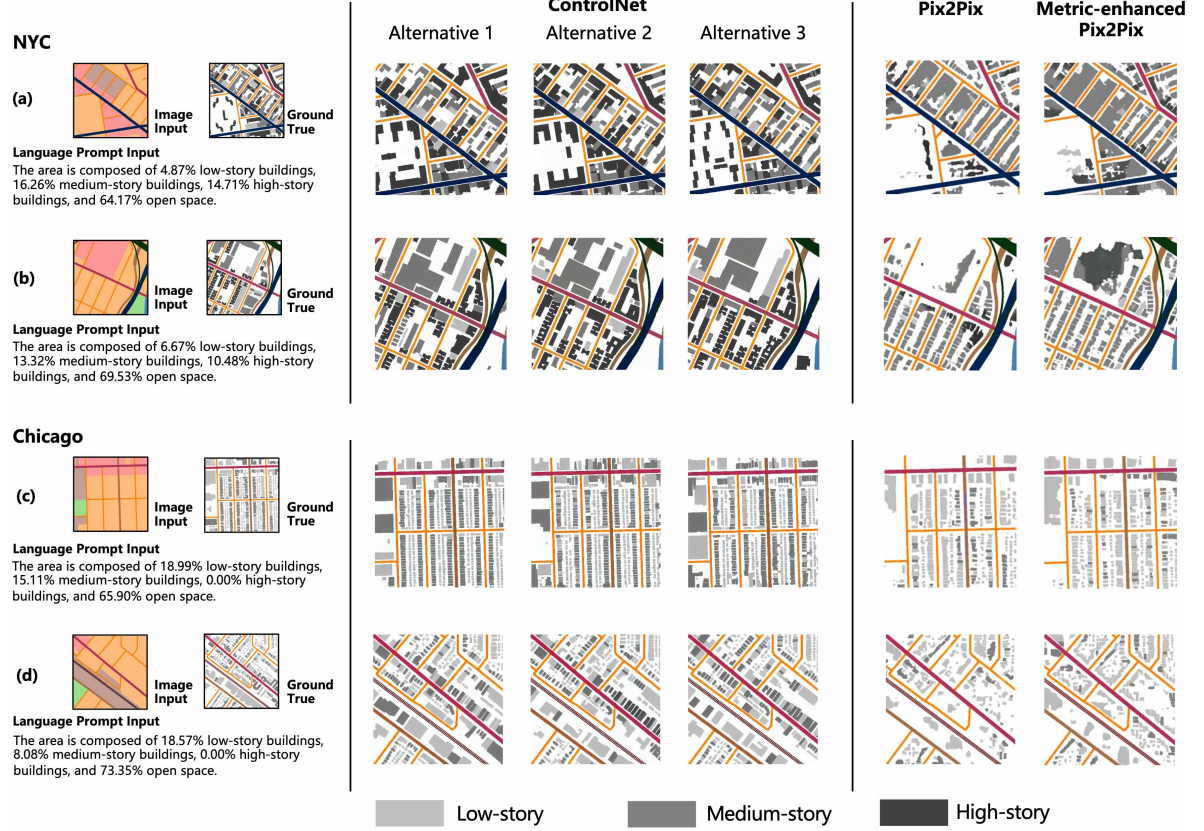 ControlNet
Pix2Pix
Metric-enhanced
Pix2Pix
Alternative 1
Alternative 2
Alternative 3
NYC
(a)
Image
Input
Ground
True
Language Prompt Input
The area is composed of 4.87% low-story buildings,
16.26% medium-story buildings, 14.71% high-story
buildings, and 64.17% open space.
(b)
Image
Input
Ground
True
Language Prompt Input
The area is composed of 6.67% low-story buildings,
13.32% medium-story buildings, 10.48% high-story
buildings, and 69.53% open space.
Chicago
(c)
Image
Input
Ground
True
Language Prompt Input
The area is composed of 18.99% low-story buildings,
15.11% medium-story buildings, 0.00% high-story
buildings, and 65.90% open space.
(d)
Image
Input
Ground
True
Language Prompt Input
The area is composed of 18.57% low-story buildings,
8.08% medium-story buildings, 0.00% high-story
buildings, and 73.35% open space.
Low-story
Medium-story
High-story